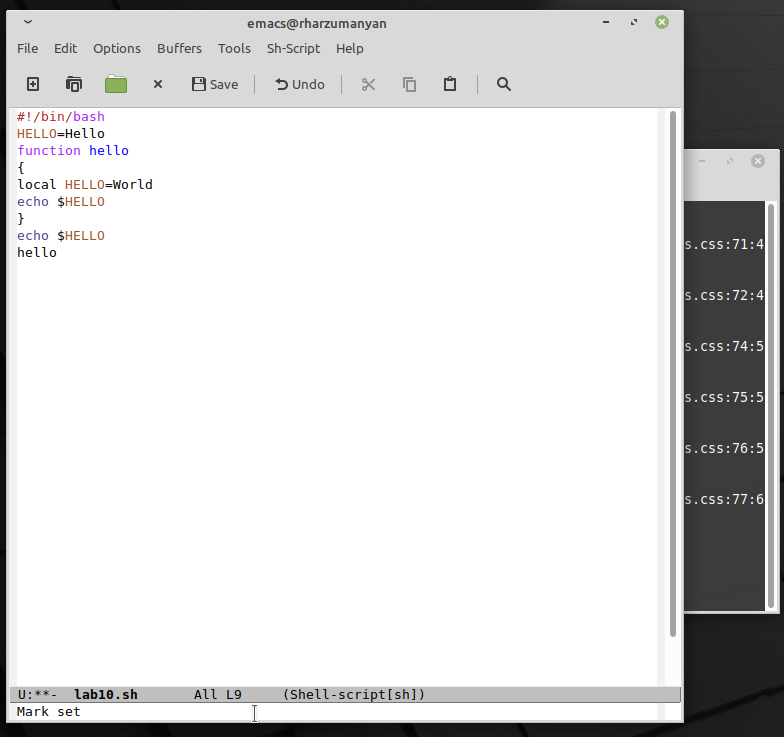 emacs@rharzumanyan
File Edit Options Buffers Tools Sh-Script Help
Save Undo
#!/bin/bash
HELLO=Hello
function hello
{
local HELLO=World
echo $HELLO
}
echo $HELLO
hello
U:**- lab10.sh All L9 (Shell-script[sh])
Mark set
s.css:71:4
s.css:72:4
s.css:74:5
s.css:75:5
s.css:76:5
s.css:77:6